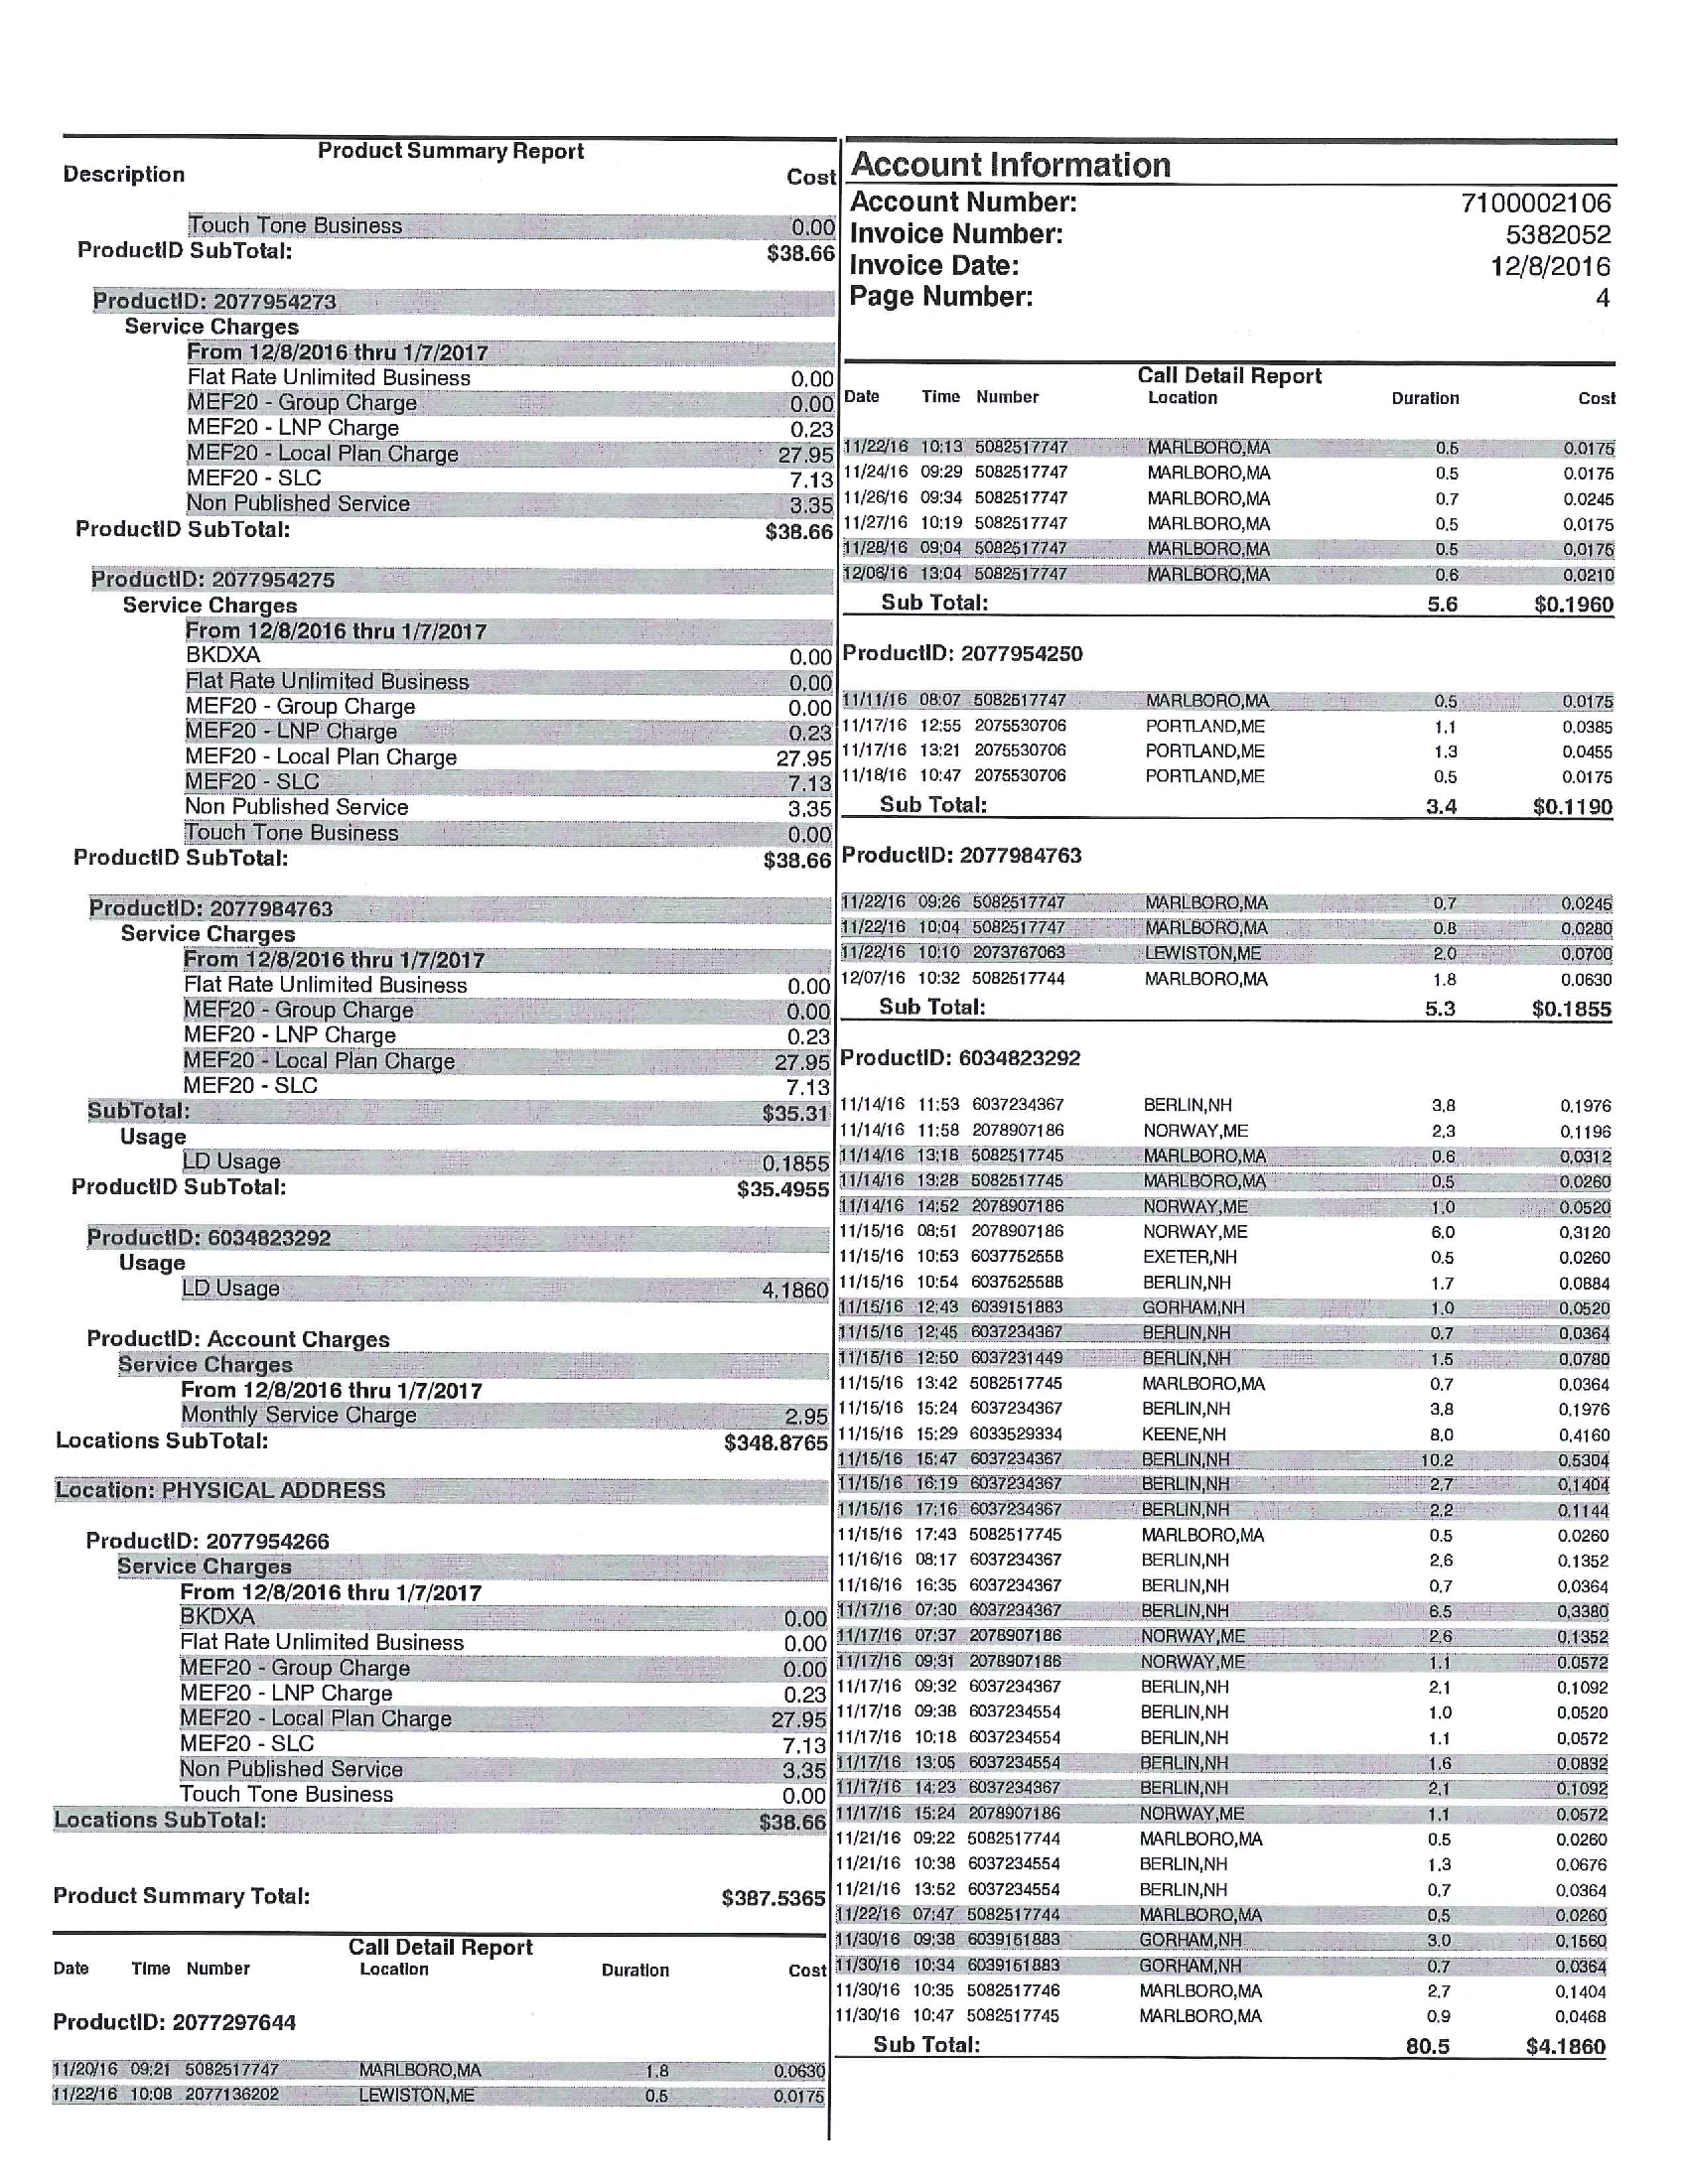 Product Summary Report
Description Cost
Touch Tone Business 0.00
ProductID SubTotal: $38.66
ProductID: 2077954273
Service Charges
From 12/8/2016 thru 1/7/2017
Flat Rate Unlimited Business 0.00
MEF20 - Group Charge 0.00
MEF20 - LNP Charge 0.23
MEF20 - Local Plan Charge 27.95
MEF20 - SLC 7.13
Non Published Service 3.35
ProductID SubTotal: $38.66
ProductID: 2077954275
Service Charges
From 12/8/2016 thru 1/7/2017
BKDXA 0.00
Flat Rate Unlimited Business 0.00
MEF20 - Group Charge 0.00
MEF20 - LNP Charge 0.23
MEF20 - Local Plan Charge 27.95
MEF20 - SLC 7.13
Non Published Service 3.35
Touch Tone Business 0.00
ProductID SubTotal: $38.66
ProductID: 2077984763
Service Charges
From 12/8/2016 thru 1/7/2017
Flat Rate Unlimited Business 0.00
MEF20 - Group Charge 0.00
MEF20 - LNP Charge 0.23
MEF20 - Local Plan Charge 27.95
MEF20 - SLC 7.13
SubTotal: $35.31
Usage
LD Usage 0.1855
ProductID SubTotal: $35.4955
ProductID: 6034823292
Usage
LD Usage 4.1860
ProductID: Account Charges
Service Charges
From 12/8/2016 thru 1/7/2017
Monthly Service Charge 2.95
Locations SubTotal: $348.8765
Location: PHYSICAL ADDRESS
ProductID: 2077954266
Service Charges
From 12/8/2016 thru 1/7/2017
BKDXA 0.00
Flat Rate Unlimited Business 0.00
MEF20 - Group Charge 0.00
MEF20 - LNP Charge 0.23
MEF20 - Local Plan Charge 27.95
MEF20 - SLC 7.13
Non Published Service 3.35
Touch Tone Business 0.00
Locations SubTotal: $38.66
Product Summary Total: $387.5365
Call Detail Report
Date Time Number Location Duration Cost
ProductID: 2077297644
11/20/16 09:21 5082517747 MARLBORO,MA 1.8 0.0630
11/22/16 10:08 2077136202 LEWISTON,ME 0.5 0.0175
Account Information
Account Number: 7100002106
Invoice Number: 5382052
Invoice Date: 12/8/2016
Page Number: 4
Call Detail Report
Date Time Number Location Duration Cost
11/22/16 10:13 5082517747 MARLBORO,MA 0.5 0.0175
11/24/16 09:29 5082517747 MARLBORO,MA 0.5 0.0175
11/26/16 09:34 5082517747 MARLBORO,MA 0.7 0.0245
11/27/16 10:19 5082517747 MARLBORO,MA 0.5 0.0175
11/28/16 09:04 5082517747 MARLBORO,MA 0.5 0.0175
12/06/16 13:04 5082517747 MARLBORO,MA 0.6 0.0210
Sub Total: 5.6 $0.1960
ProductID: 2077954250
11/11/16 08:07 5082517747 MARLBORO,MA 0.5 0.0175
11/17/16 12:55 2075530706 PORTLAND,ME 1.1 0.0385
11/17/16 13:21 2075530706 PORTLAND,ME 1.3 0.0455
11/18/16 10:47 2075530706 PORTLAND,ME 0.5 0.0175
Sub Total: 3.4 $0.1190
ProductID: 2077984763
11/22/16 09:26 5082517747 MARLBORO,MA 0.7 0.0245
11/22/16 10:04 5082517747 MARLBORO,MA 0.8 0.0280
11/22/16 10:10 2073767063 LEWISTON,ME 2.0 0.0700
12/07/16 10:32 5082517744 MARLBORO,MA 1.8 0.0630
Sub Total: 5.3 $0.1855
ProductID: 6034823292
11/14/16 11:53 6037234367 BERLIN,NH 3.8 0.1976
11/14/16 11:58 2078907186 NORWAY,ME 2.3 0.1196
11/14/16 13:18 5082517745 MARLBORO,MA 0.6 0.0312
11/14/16 13:28 5082517745 MARLBORO,MA 0.5 0.0260
11/14/16 14:52 2078907186 NORWAY,ME 1.0 0.0520
11/15/16 08:51 2078907186 NORWAY,ME 6.0 0.3120
11/15/16 10:53 6037752558 EXETER,NH 0.5 0.0260
11/15/16 10:54 6037525588 BERLIN,NH 1.7 0.0884
11/15/16 12:43 6039151883 GORHAM,NH 1.0 0.0520
11/15/16 12:45 6037234367 BERLIN,NH 0.7 0.0364
11/15/16 12:50 6037231449 BERLIN,NH 1.5 0.0780
11/15/16 13:42 5082517745 MARLBORO,MA 0.7 0.0364
11/15/16 15:24 6037234367 BERLIN,NH 3.8 0.1976
11/15/16 15:29 6033529334 KEENE,NH 8.0 0.4160
11/15/16 15:47 6037234367 BERLIN,NH 10.2 0.5304
11/15/16 16:19 6037234367 BERLIN,NH 2.7 0.1404
11/15/16 17:16 6037234367 BERLIN,NH 2.2 0.1144
11/15/16 17:43 5082517745 MARLBORO,MA 0.5 0.0260
11/16/16 08:17 6037234367 BERLIN,NH 2.6 0.1352
11/16/16 16:35 6037234367 BERLIN,NH 0.7 0.0364
11/17/16 07:30 6037234367 BERLIN,NH 6.5 0.3380
11/17/16 07:37 2078907186 NORWAY,ME 2.6 0.1352
11/17/16 09:31 2078907186 NORWAY,ME 1.1 0.0572
11/17/16 09:32 6037234367 BERLIN,NH 2.1 0.1092
11/17/16 09:38 6037234554 BERLIN,NH 1.0 0.0520
11/17/16 10:18 6037234554 BERLIN,NH 1.1 0.0572
11/17/16 13:05 6037234554 BERLIN,NH 1.6 0.0832
11/17/16 14:23 6037234367 BERLIN,NH 2.1 0.1092
11/17/16 15:24 2078907186 NORWAY,ME 1.1 0.0572
11/21/16 09:22 5082517744 MARLBORO,MA 0.5 0.0260
11/21/16 10:38 6037234554 BERLIN,NH 1.3 0.0676
11/21/16 13:52 6037234554 BERLIN,NH 0.7 0.0364
11/22/16 07:47 5082517744 MARLBORO,MA 0.5 0.0260
11/30/16 09:38 6039151883 GORHAM,NH 3.0 0.1560
11/30/16 10:34 6039151883 GORHAM,NH 0.7 0.0364
11/30/16 10:35 5082517746 MARLBORO,MA 2.7 0.1404
11/30/16 10:47 5082517745 MARLBORO,MA 0.9 0.0468
Sub Total: 80.5 $4.1860